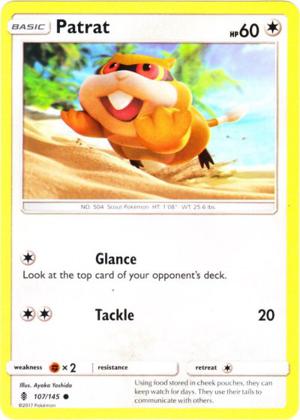 BASIC Patrat HP60
NO. 504 Scout Pokémon HT: 1'08" WT: 25.6 lbs.
Glance
Look at the top card of your opponent's deck.
Tackle 20
weakness ×2 resistance retreat
Illus. Ayaka Yoshida
107/145
©2017 Pokémon
Using food stored in cheek pouches, they can
keep watch for days. They use their tails to
communicate with others.